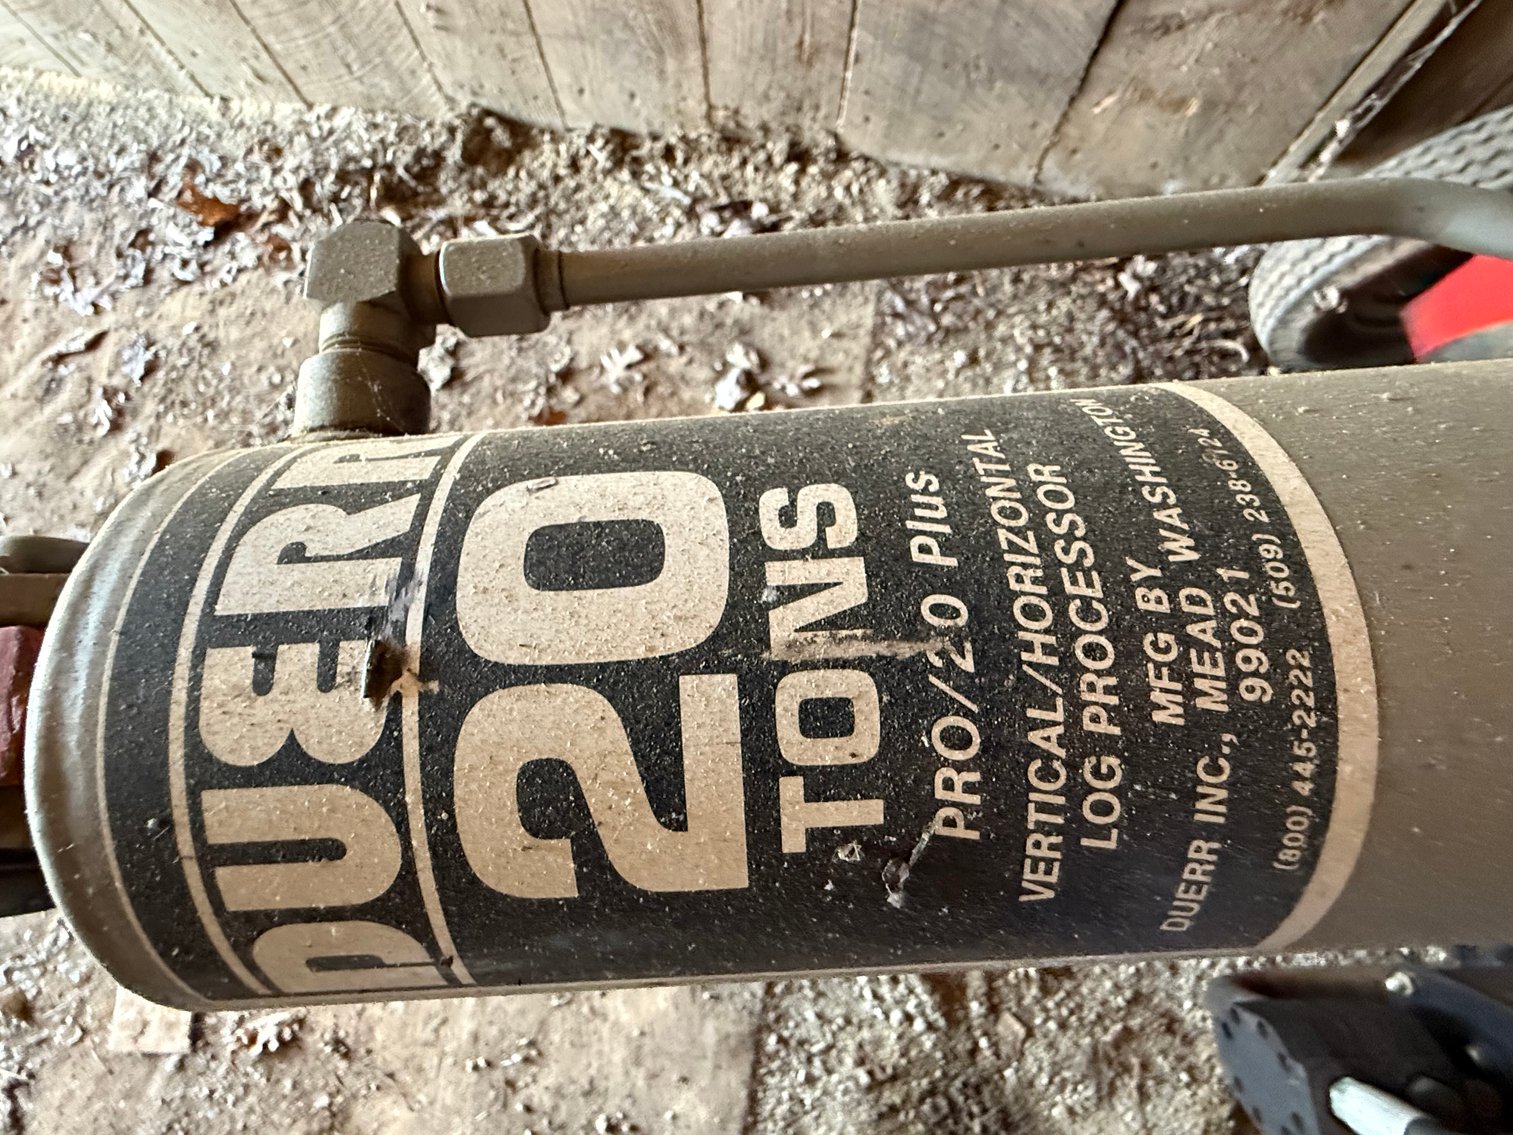 DUERR
20
TONS
PRO/20 Plus
VERTICAL/HORIZONTAL
LOG PROCESSOR
MFG BY
DUERR INC., MEAD WASHINGTON
99021
(800) 445-2222 (509) 238-6124